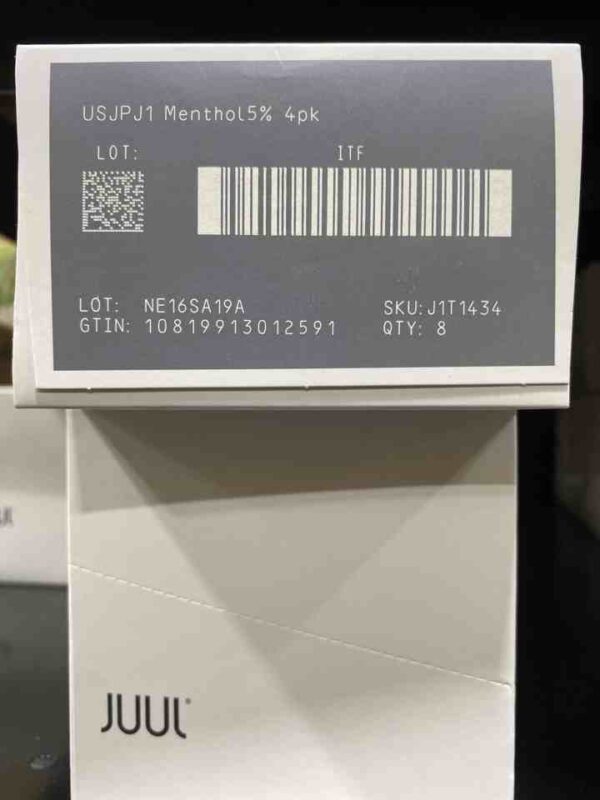 USJPJ1 Menthol5% 4pk
LOT: ITF
LOT: NE16SA19A SKU:J1T1434
GTIN: 10819913012591 QTY: 8
JUUL